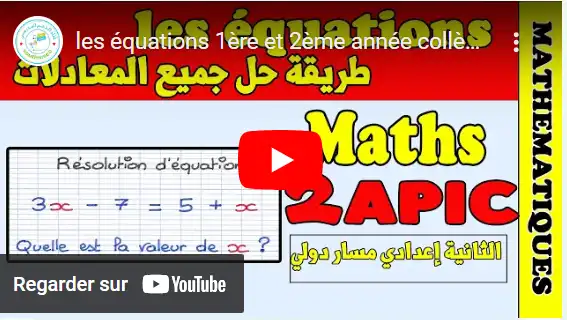 les équations
les équations 1ère et 2ème année collè...
طريقة حل جميع المعادلات
MATHEMATIQUES
Maths
2APIC
الثانية إعدادي مسار دولي
Résolution d'équation
3x - 7 = 5 + x
Quelle est la valeur de x ?
Regarder sur YouTube